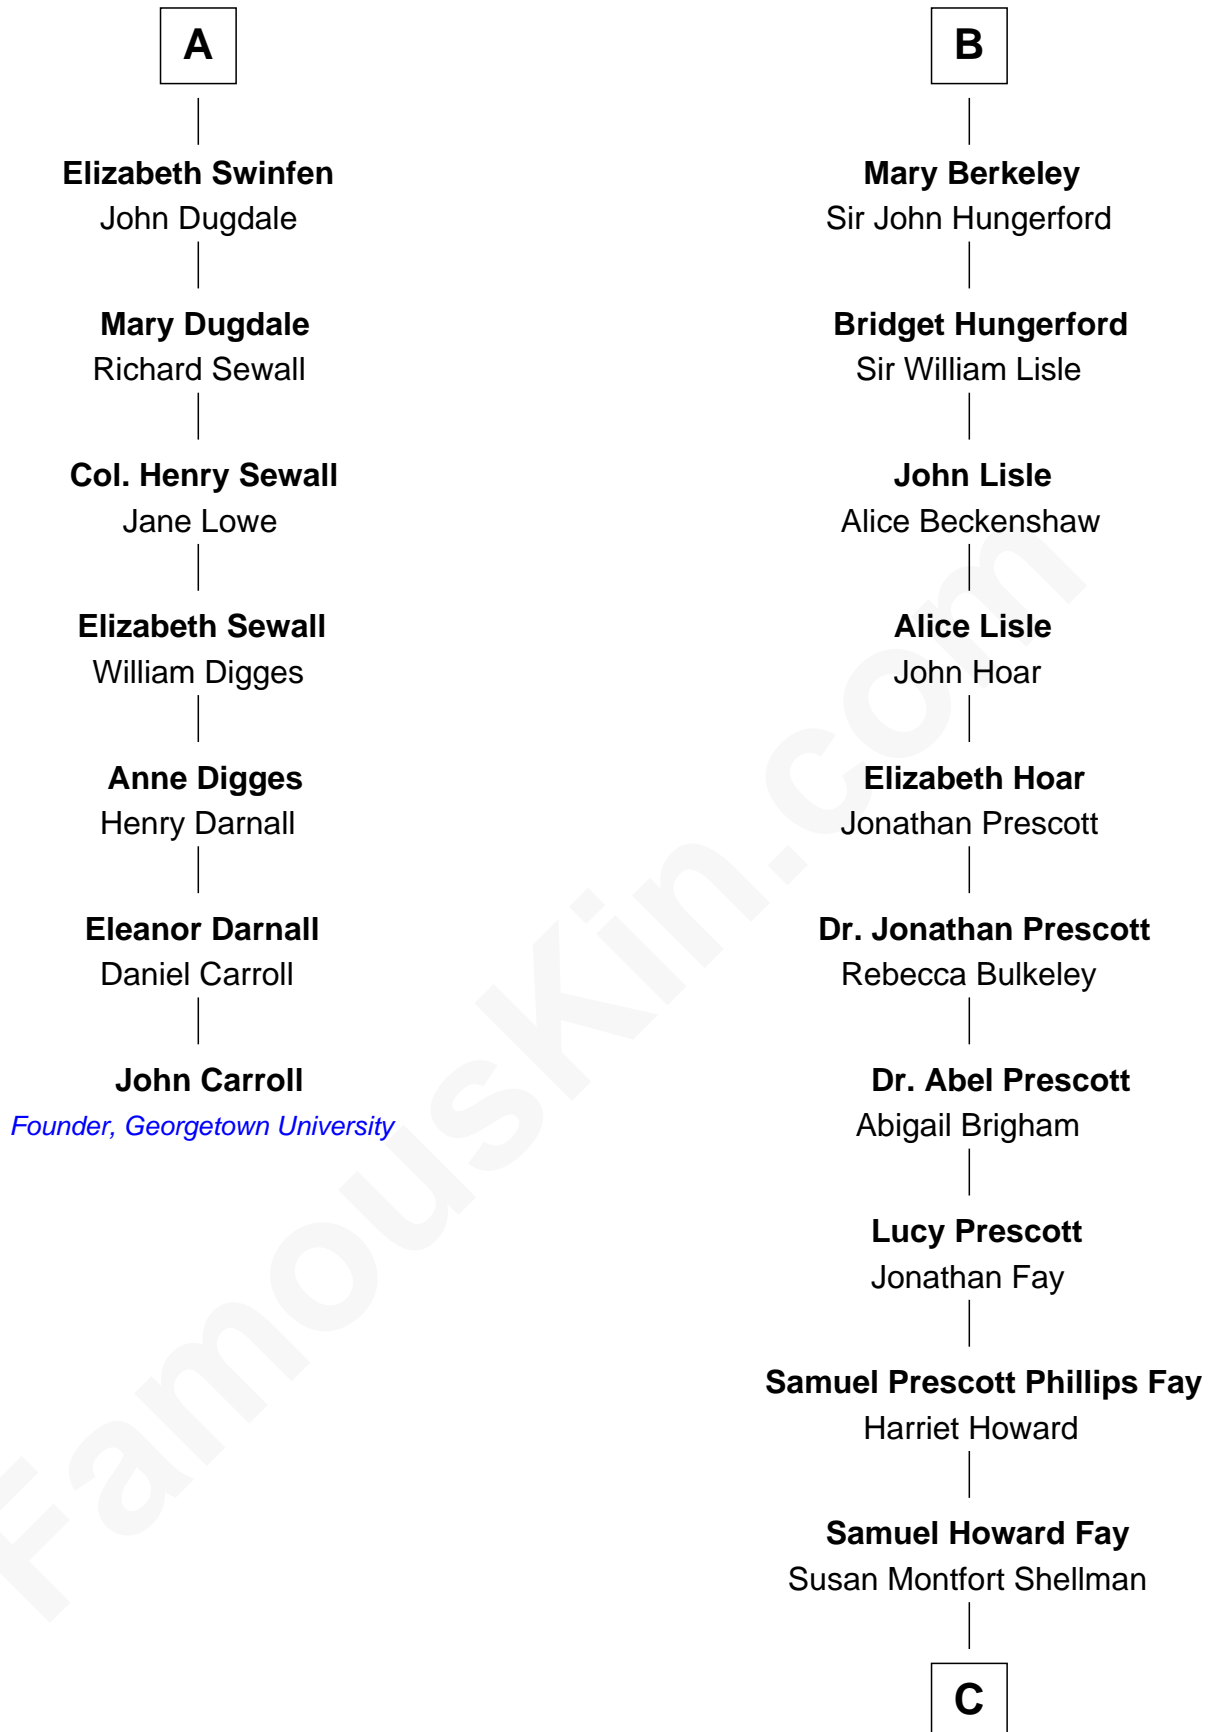 A
Elizabeth Swinfen
John Dugdale
Mary Dugdale
Richard Sewall
Col. Henry Sewall
Jane Lowe
Elizabeth Sewall
William Digges
Anne Digges
Henry Darnall
Eleanor Darnall
Daniel Carroll
John Carroll
Founder, Georgetown University
B
Mary Berkeley
Sir John Hungerford
Bridget Hungerford
Sir William Lisle
John Lisle
Alice Beckenshaw
Alice Lisle
John Hoar
Elizabeth Hoar
Jonathan Prescott
Dr. Jonathan Prescott
Rebecca Bulkeley
Dr. Abel Prescott
Abigail Brigham
Lucy Prescott
Jonathan Fay
Samuel Prescott Phillips Fay
Harriet Howard
Samuel Howard Fay
Susan Montfort Shellman
C
FamousKin.com